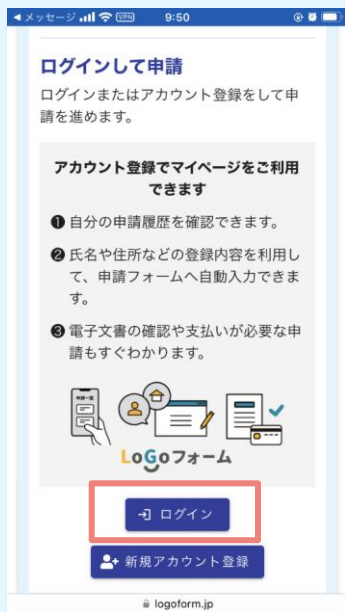 メッセージ VPN 9:50
ログインして申請
ログインまたはアカウント登録をして申
請を進めます。
アカウント登録でマイページをご利用
できます
❶ 自分の申請履歴を確認できます。
❷ 氏名や住所などの登録内容を利用し
て、申請フォームへ自動入力できま
す。
❸ 電子文書の確認や支払いが必要な申
請もすぐわかります。
申請一覧
LoGoフォーム
ログイン
新規アカウント登録
logoform.jp